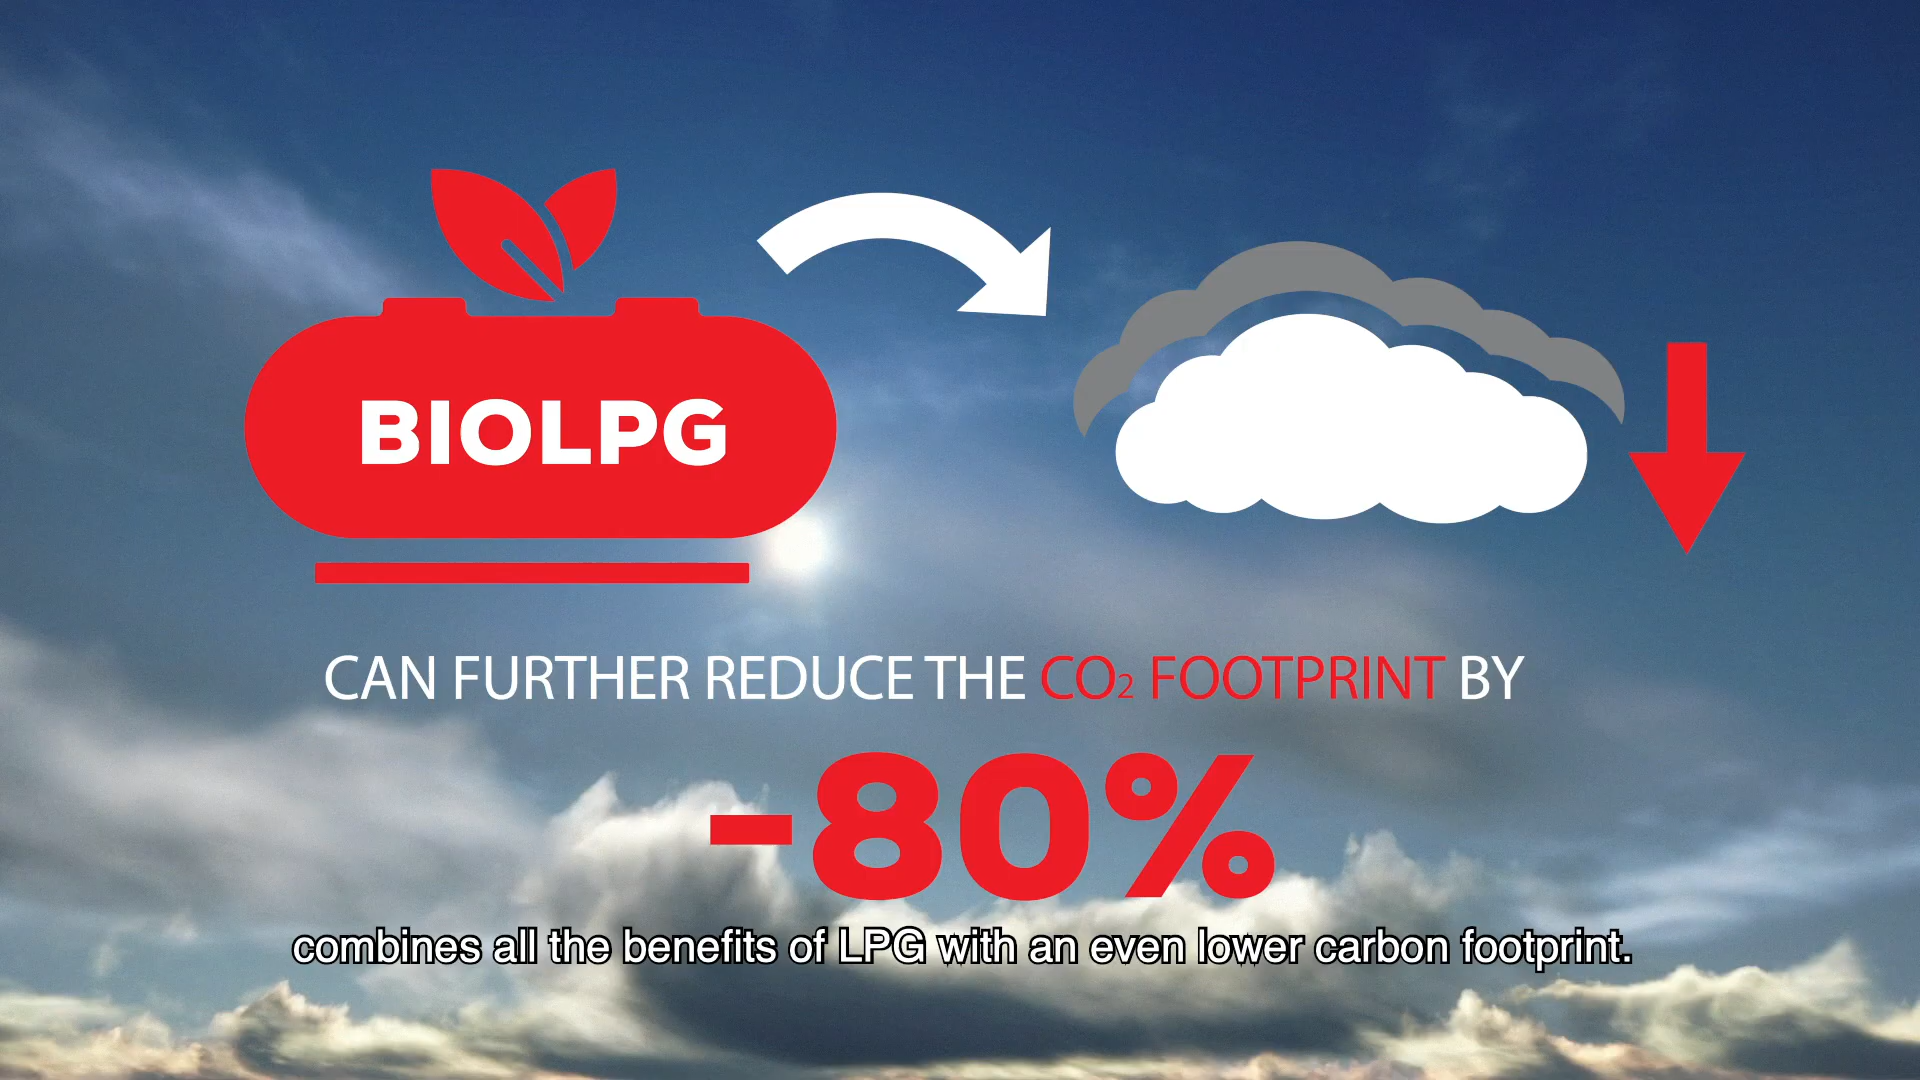 BIOLPG
CAN FURTHER REDUCE THE CO₂ FOOTPRINT BY
-80%
combines all the benefits of LPG with an even lower carbon footprint.